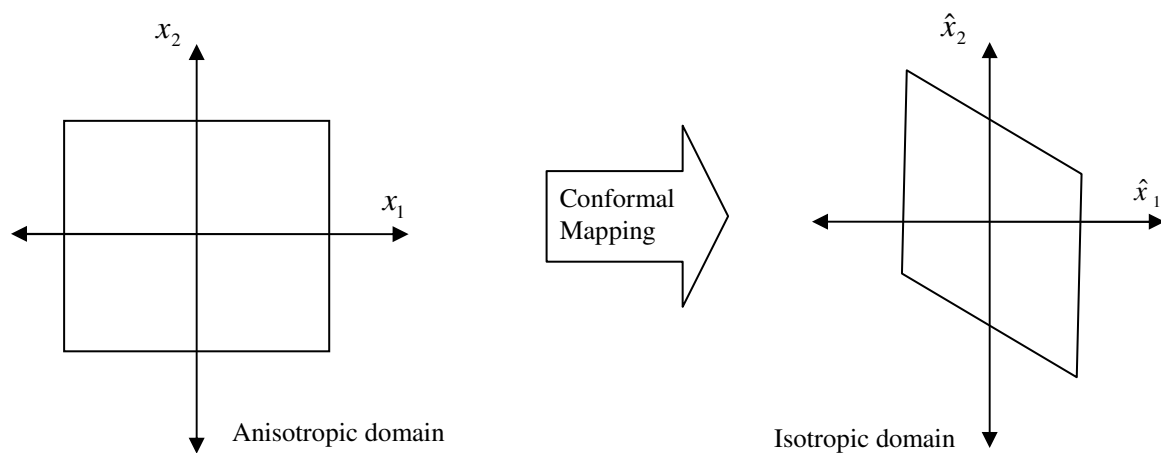 x₂
x₁
Anisotropic domain
Conformal
Mapping
x̂₂
x̂₁
Isotropic domain